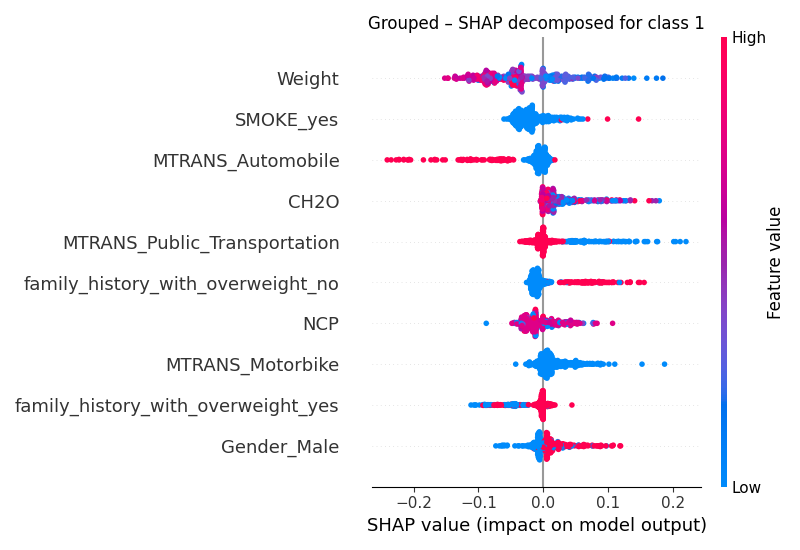 Grouped – SHAP decomposed for class 1
High
Weight
SMOKE_yes
MTRANS_Automobile
CH2O
MTRANS_Public_Transportation
family_history_with_overweight_no
NCP
MTRANS_Motorbike
family_history_with_overweight_yes
Gender_Male
Feature value
Low
−0.2 −0.1 0.0 0.1 0.2
SHAP value (impact on model output)